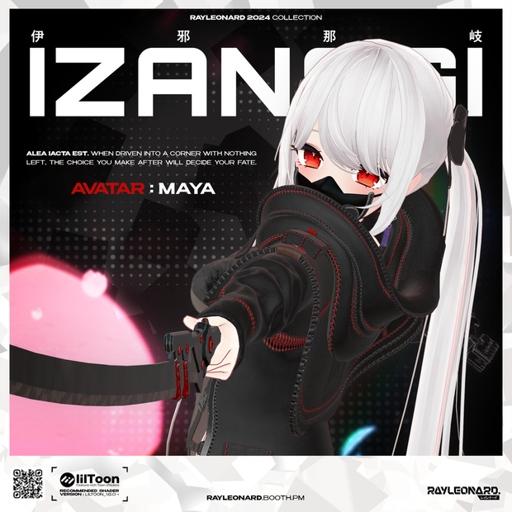 RAYLEONARD 2024 COLLECTION
伊 邪 那 岐
IZANAGI
ALEA IACTA EST. WHEN DRIVEN INTO A CORNER WITH NOTHING
LEFT, THE CHOICE YOU MAKE AFTER WILL DECIDE YOUR FATE.
AVATAR : MAYA
lilToon
RECOMMENDED SHADER
RAYLEONARD.BOOTH.PM
RAYLEONARD.